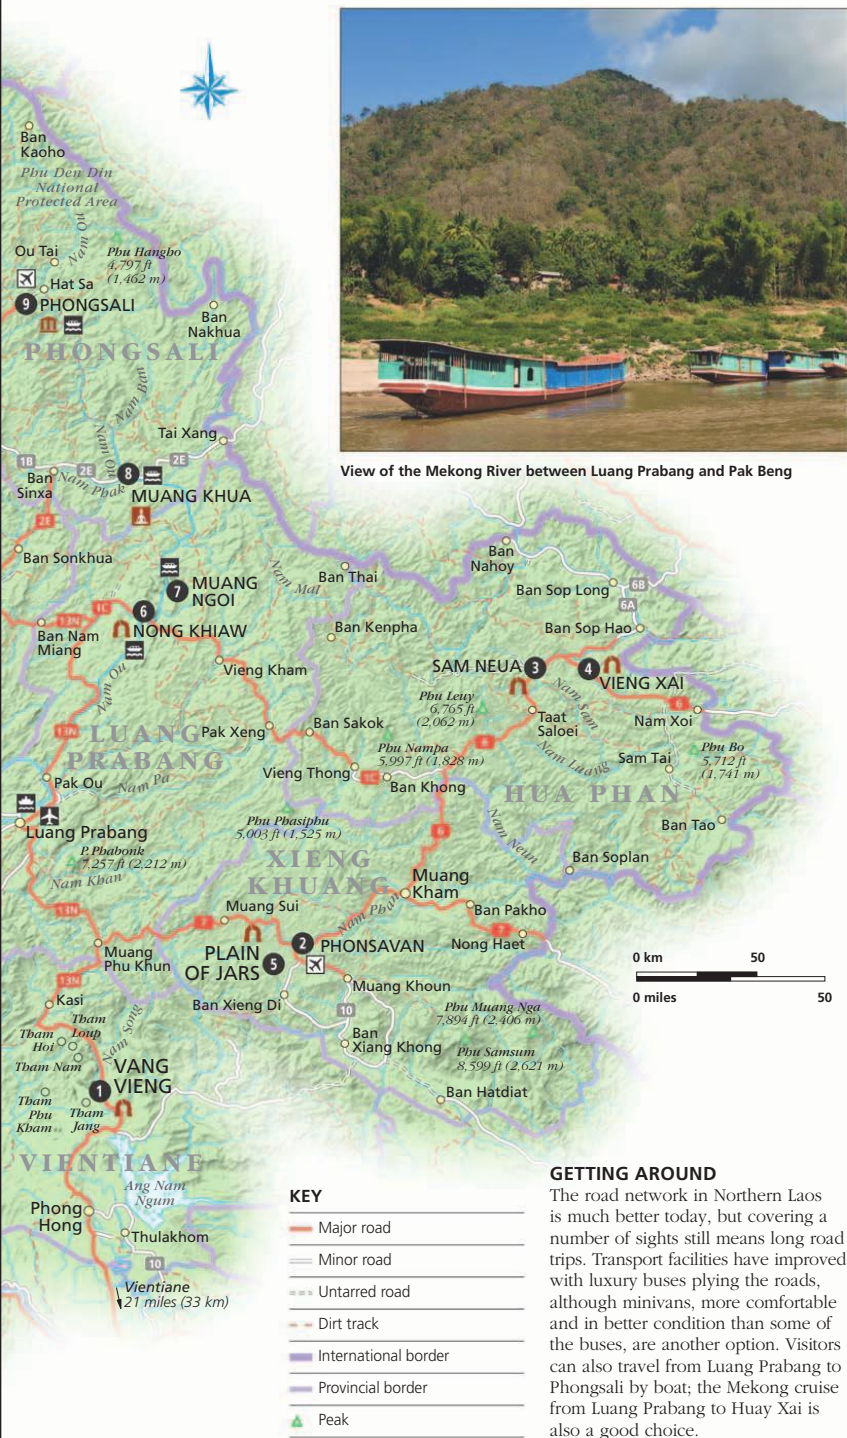 Ban
Kaoho
Phu Den Din
National
Protected Area
Nam Ou
Ou Tai
Phu Hangbo
4,797 ft
(1,462 m)
Hat Sa
9 PHONGSALI
Ban
Nakhua
PHONGSALI
Nam Ban
Nam Ou
Tai Xang
View of the Mekong River between Luang Prabang and Pak Beng
1B
2E
2E
8
Ban
Sinxa
Nam Phak
MUANG KHUA
2E
Ban Sonkhua
Nam Mal
Ban Thai
Ban
Nahoy
Ban Sop Long
6B
6A
7 MUANG
NGOI
1C
13N
6
NONG KHIAW
Ban Nam
Miang
Ban Kenpha
Ban Sop Hao
Vieng Kham
SAM NEUA 3
4
VIENG XAI
Nam Ou
Phu Leuy
6,765 ft
(2,062 m)
Nam Sam
6
Taat
Saloei
Nam Xoi
13N
LUANG
PRABANG
Pak Xeng
Ban Sakok
Phu Nampa
5,997 ft (1,828 m)
6
Nam Luang
Sam Tai
Phu Bo
5,712 ft
(1,741 m)
Pak Ou
Nam Pa
Vieng Thong
1C
Ban Khong
HUA PHAN
Luang Prabang
Phu Phasiphu
5,003 ft (1,525 m)
6
Nam Neun
Ban Tao
P.Phabonk
7,257 ft (2,212 m)
Nam Khan
XIENG
KHUANG
Ban Soplan
Muang
Kham
13N
7
Muang Sui
Nam Phan
Ban Pakho
7
Nong Haet
Muang
Phu Khun
PLAIN
OF JARS 5
2 PHONSAVAN
0 km 50
0 miles 50
13N
Muang Khoun
Kasi
Ban Xieng Di
10
Phu Muang Nga
7,894 ft (2,406 m)
Tham
Loup
Tham
Hoi
Nam Song
Ban
Xiang Khong
Phu Samsum
8,599 ft (2,621 m)
Tham Nam
1 VANG
VIENG
Ban Hatdiat
Tham
Phu
Kham
Tham
Jang
VIENTIANE
Ang Nam
Ngum
Phong
Hong
Thulakhom
10
Vientiane
21 miles (33 km)
KEY
Major road
Minor road
Untarred road
Dirt track
International border
Provincial border
Peak
GETTING AROUND
The road network in Northern Laos
is much better today, but covering a
number of sights still means long road
trips. Transport facilities have improved
with luxury buses plying the roads,
although minivans, more comfortable
and in better condition than some of
the buses, are another option. Visitors
can also travel from Luang Prabang to
Phongsali by boat; the Mekong cruise
from Luang Prabang to Huay Xai is
also a good choice.